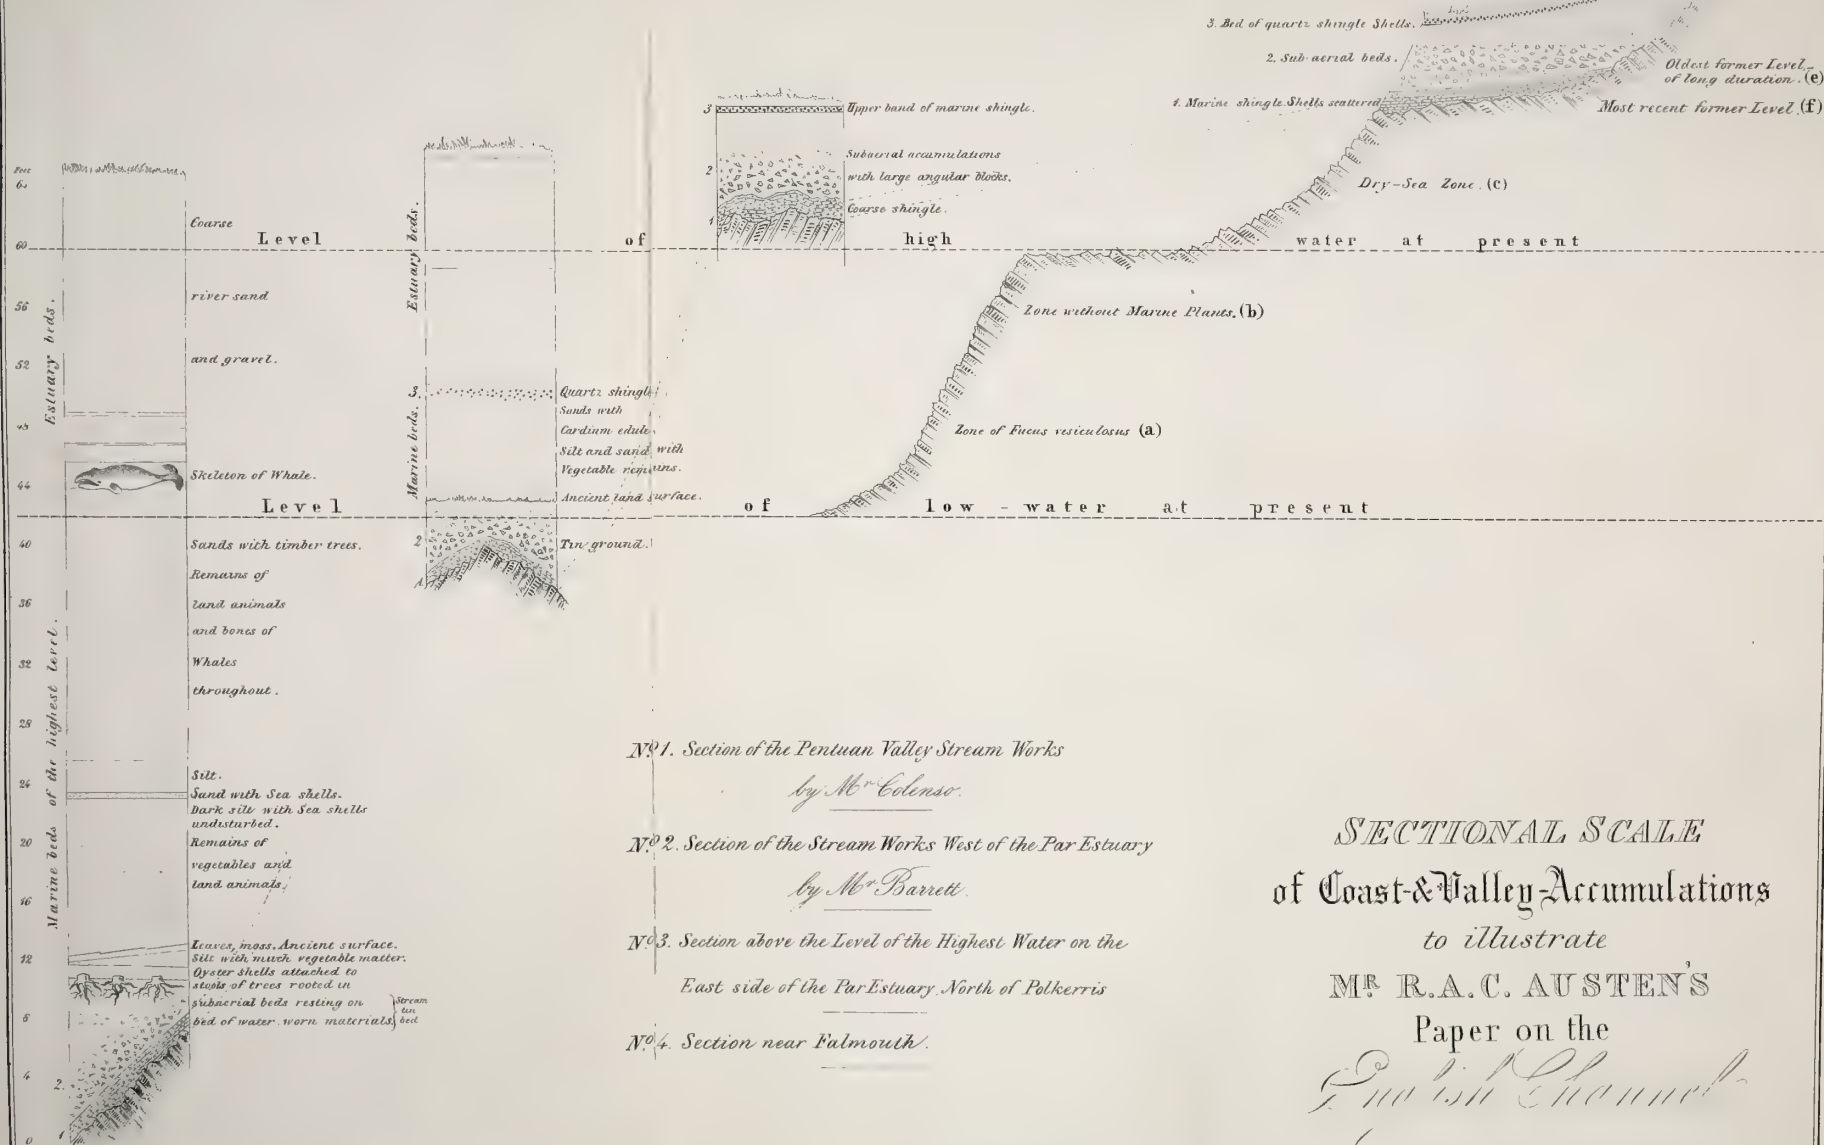 3. Bed of quartz shingle Shells.
2. Sub-aerial beds.
1. Marine shingle. Shells scattered
Oldest former Level,
of long duration. (e)
Most recent former Level. (f)
Dry-Sea Zone. (c)
Zone without Marine Plants. (b)
Zone of Fucus vesiculosus (a)
3
Upper band of marine shingle.
2
Subaerial accumulations
with large angular blocks.
1
Coarse shingle.
Level of high water at present
Level of low-water at present
Feet
60
56
52
44
40
36
32
28
24
20
16
12
4
0
Estuary beds.
Marine beds of the highest level.
Coarse
river sand
and gravel.
Skeleton of Whale.
Sands with timber trees.
Remains of
land animals
and bones of
Whales
throughout.
Silt.
Sand with Sea shells.
Dark silt with Sea shells
undisturbed.
Remains of
vegetables and
land animals,
Leaves, moss. Ancient surface.
Silt with much vegetable matter.
Oyster shells attached to
stools of trees rooted in
subaerial beds resting on
bed of water worn materials,
Stream
tin
bed
2.
1
Estuary beds.
Marine beds.
3.
Quartz shingle.
Sands with
Cardium edule.
Silt and sand with
Vegetable remains.
Ancient land surface.
2
Tin ground.
1.
No. 1. Section of the Pentuan Valley Stream Works
by Mr. Colenso.
No. 2. Section of the Stream Works West of the Par Estuary
by Mr. Barrett.
No. 3. Section above the Level of the Highest Water on the
East side of the Par Estuary. North of Polkerris
No. 4. Section near Falmouth.
SECTIONAL SCALE
of Coast-&-Valley-Accumulations
to illustrate
MR. R.A.C. AUSTEN'S
Paper on the
English Channel